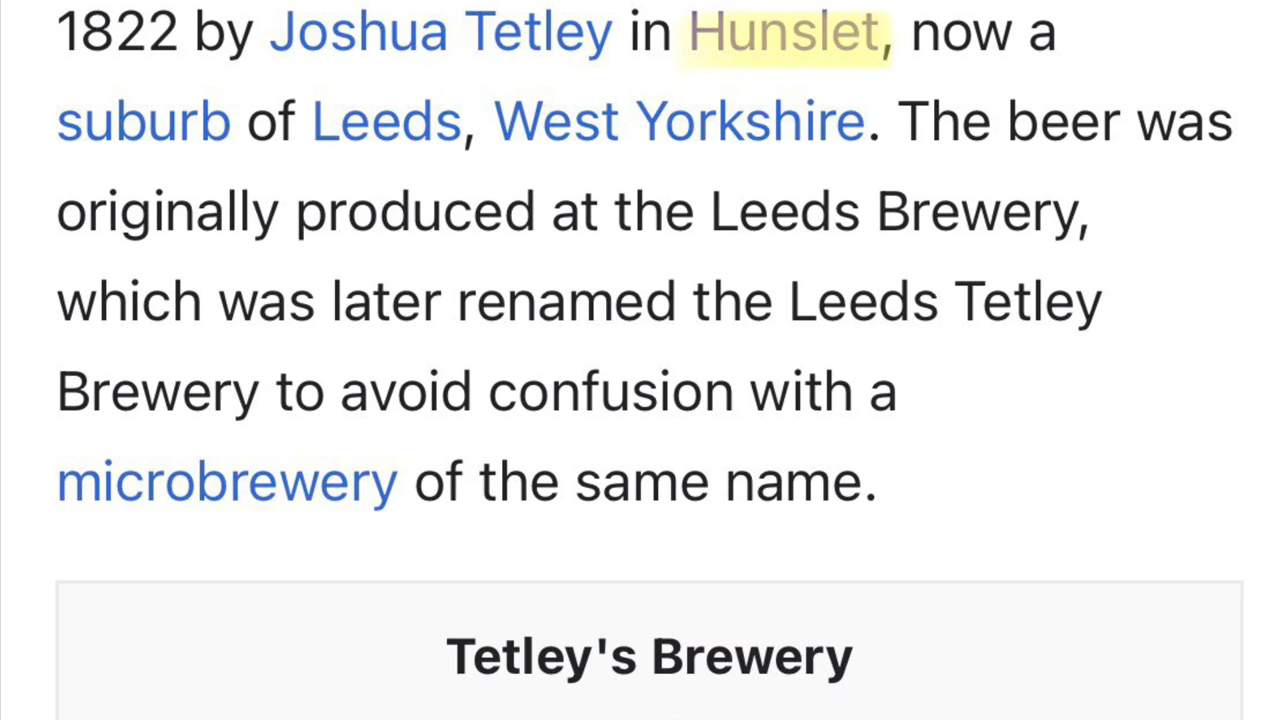 1822 by Joshua Tetley in Hunslet, now a
suburb of Leeds, West Yorkshire. The beer was
originally produced at the Leeds Brewery,
which was later renamed the Leeds Tetley
Brewery to avoid confusion with a
microbrewery of the same name.
Tetley's Brewery